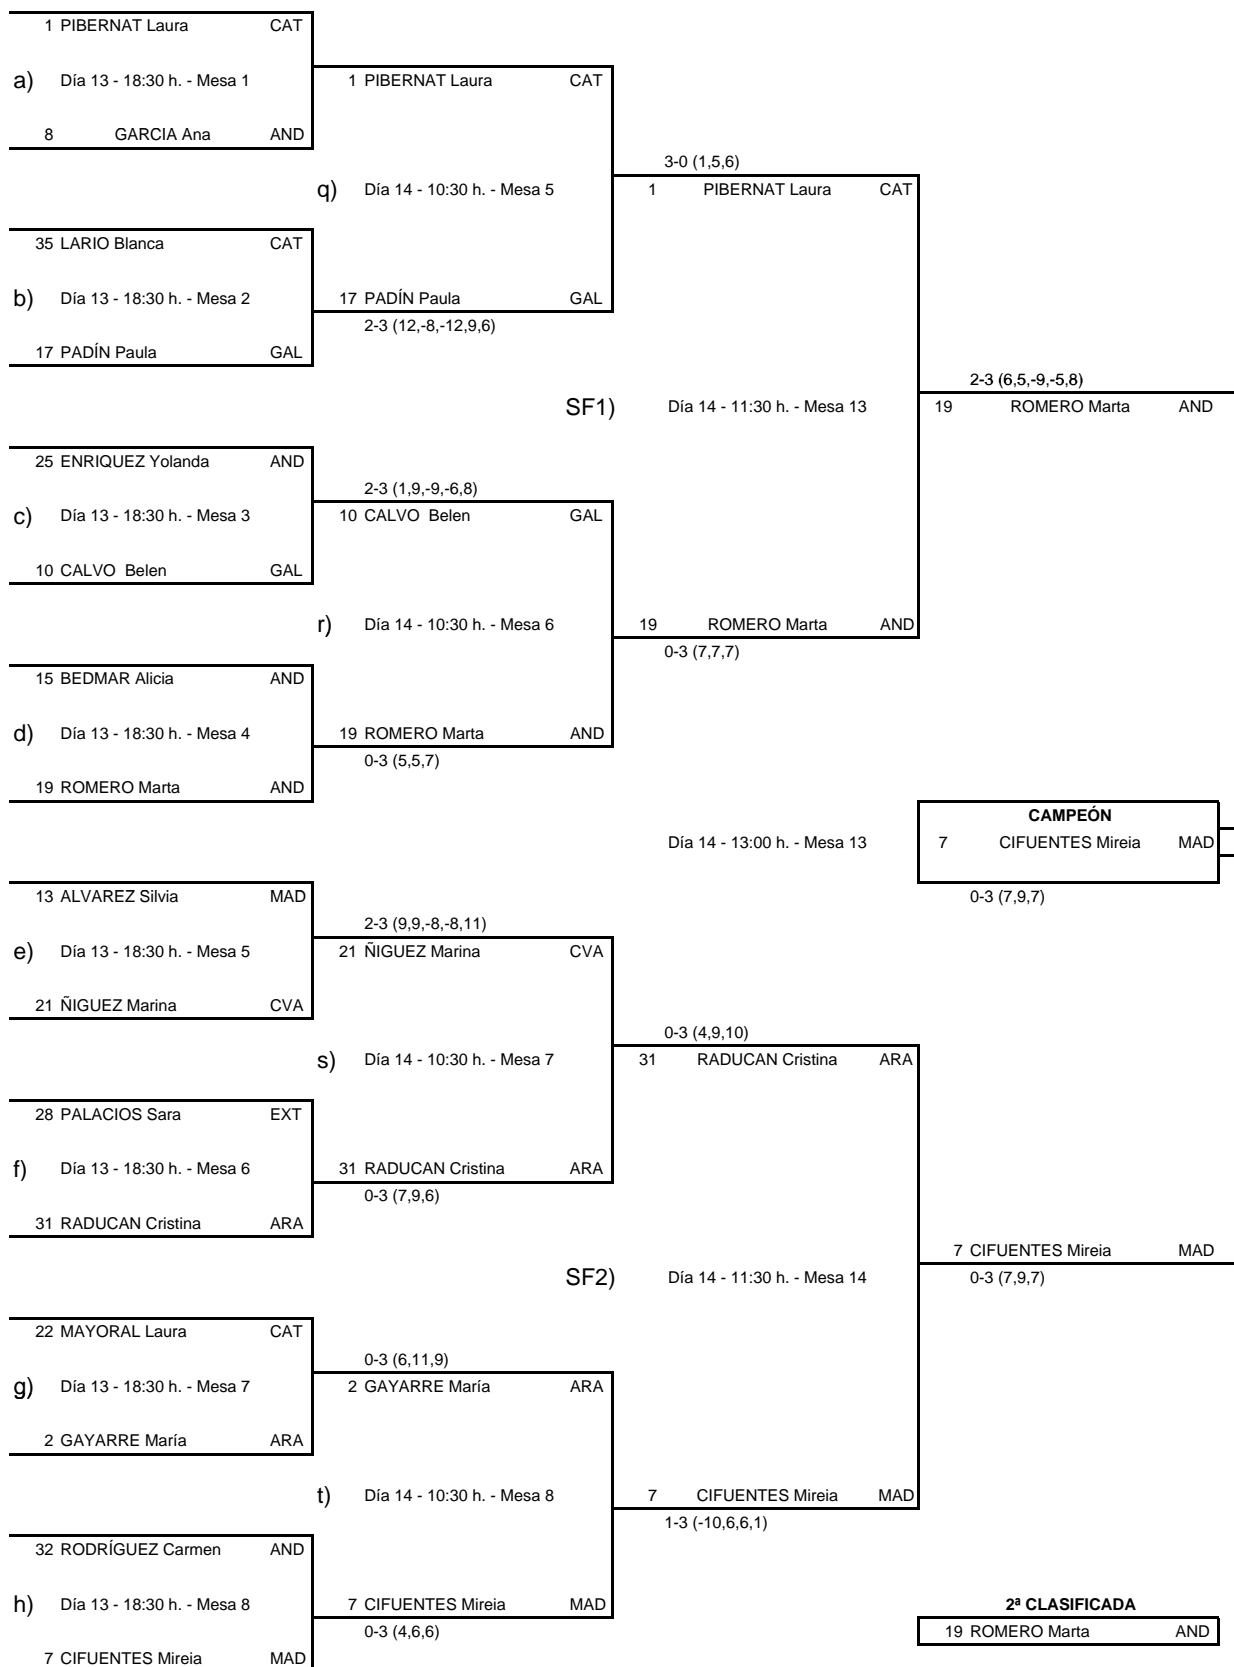 1 PIBERNAT Laura CAT
a) Día 13 - 18:30 h. - Mesa 1
1 PIBERNAT Laura CAT
8 GARCIA Ana AND
3-0 (1,5,6)
q) Día 14 - 10:30 h. - Mesa 5
1 PIBERNAT Laura CAT
35 LARIO Blanca CAT
b) Día 13 - 18:30 h. - Mesa 2
17 PADÍN Paula GAL
2-3 (12,-8,-12,9,6)
17 PADÍN Paula GAL
2-3 (6,5,-9,-5,8)
SF1) Día 14 - 11:30 h. - Mesa 13
19 ROMERO Marta AND
25 ENRIQUEZ Yolanda AND
2-3 (1,9,-9,-6,8)
c) Día 13 - 18:30 h. - Mesa 3
10 CALVO Belen GAL
10 CALVO Belen GAL
r) Día 14 - 10:30 h. - Mesa 6
19 ROMERO Marta AND
0-3 (7,7,7)
15 BEDMAR Alicia AND
d) Día 13 - 18:30 h. - Mesa 4
19 ROMERO Marta AND
0-3 (5,5,7)
19 ROMERO Marta AND
CAMPEÓN
Día 14 - 13:00 h. - Mesa 13
7 CIFUENTES Mireia MAD
0-3 (7,9,7)
13 ALVAREZ Silvia MAD
2-3 (9,9,-8,-8,11)
e) Día 13 - 18:30 h. - Mesa 5
21 ÑIGUEZ Marina CVA
21 ÑIGUEZ Marina CVA
0-3 (4,9,10)
s) Día 14 - 10:30 h. - Mesa 7
31 RADUCAN Cristina ARA
28 PALACIOS Sara EXT
f) Día 13 - 18:30 h. - Mesa 6
31 RADUCAN Cristina ARA
0-3 (7,9,6)
31 RADUCAN Cristina ARA
7 CIFUENTES Mireia MAD
SF2) Día 14 - 11:30 h. - Mesa 14
0-3 (7,9,7)
22 MAYORAL Laura CAT
0-3 (6,11,9)
g) Día 13 - 18:30 h. - Mesa 7
2 GAYARRE María ARA
2 GAYARRE María ARA
t) Día 14 - 10:30 h. - Mesa 8
7 CIFUENTES Mireia MAD
1-3 (-10,6,6,1)
32 RODRÍGUEZ Carmen AND
h) Día 13 - 18:30 h. - Mesa 8
7 CIFUENTES Mireia MAD
0-3 (4,6,6)
2ª CLASIFICADA
19 ROMERO Marta AND
7 CIFUENTES Mireia MAD